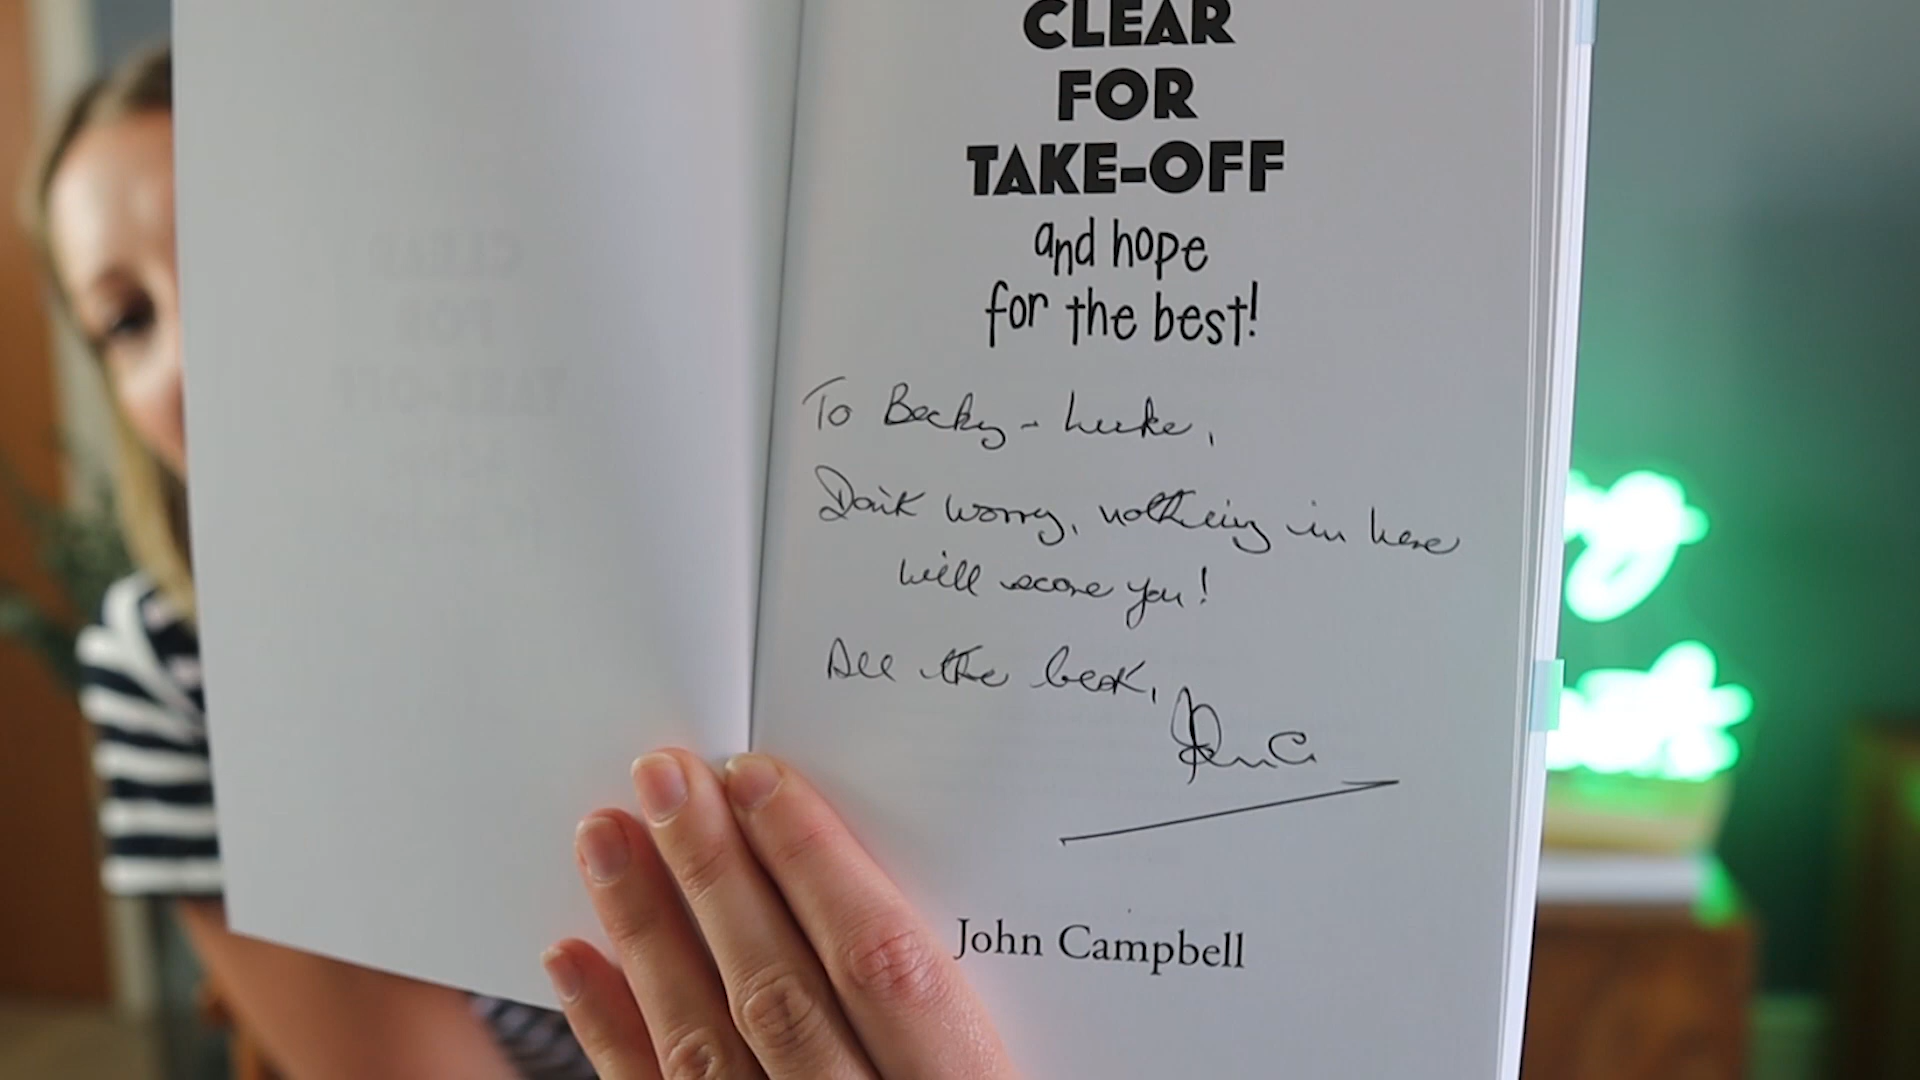 CLEAR
FOR
TAKE-OFF
and hope
for the best!
To Becky - Luke,
Don't worry, nothing in here
will scare you!
All the best,
John C
John Campbell